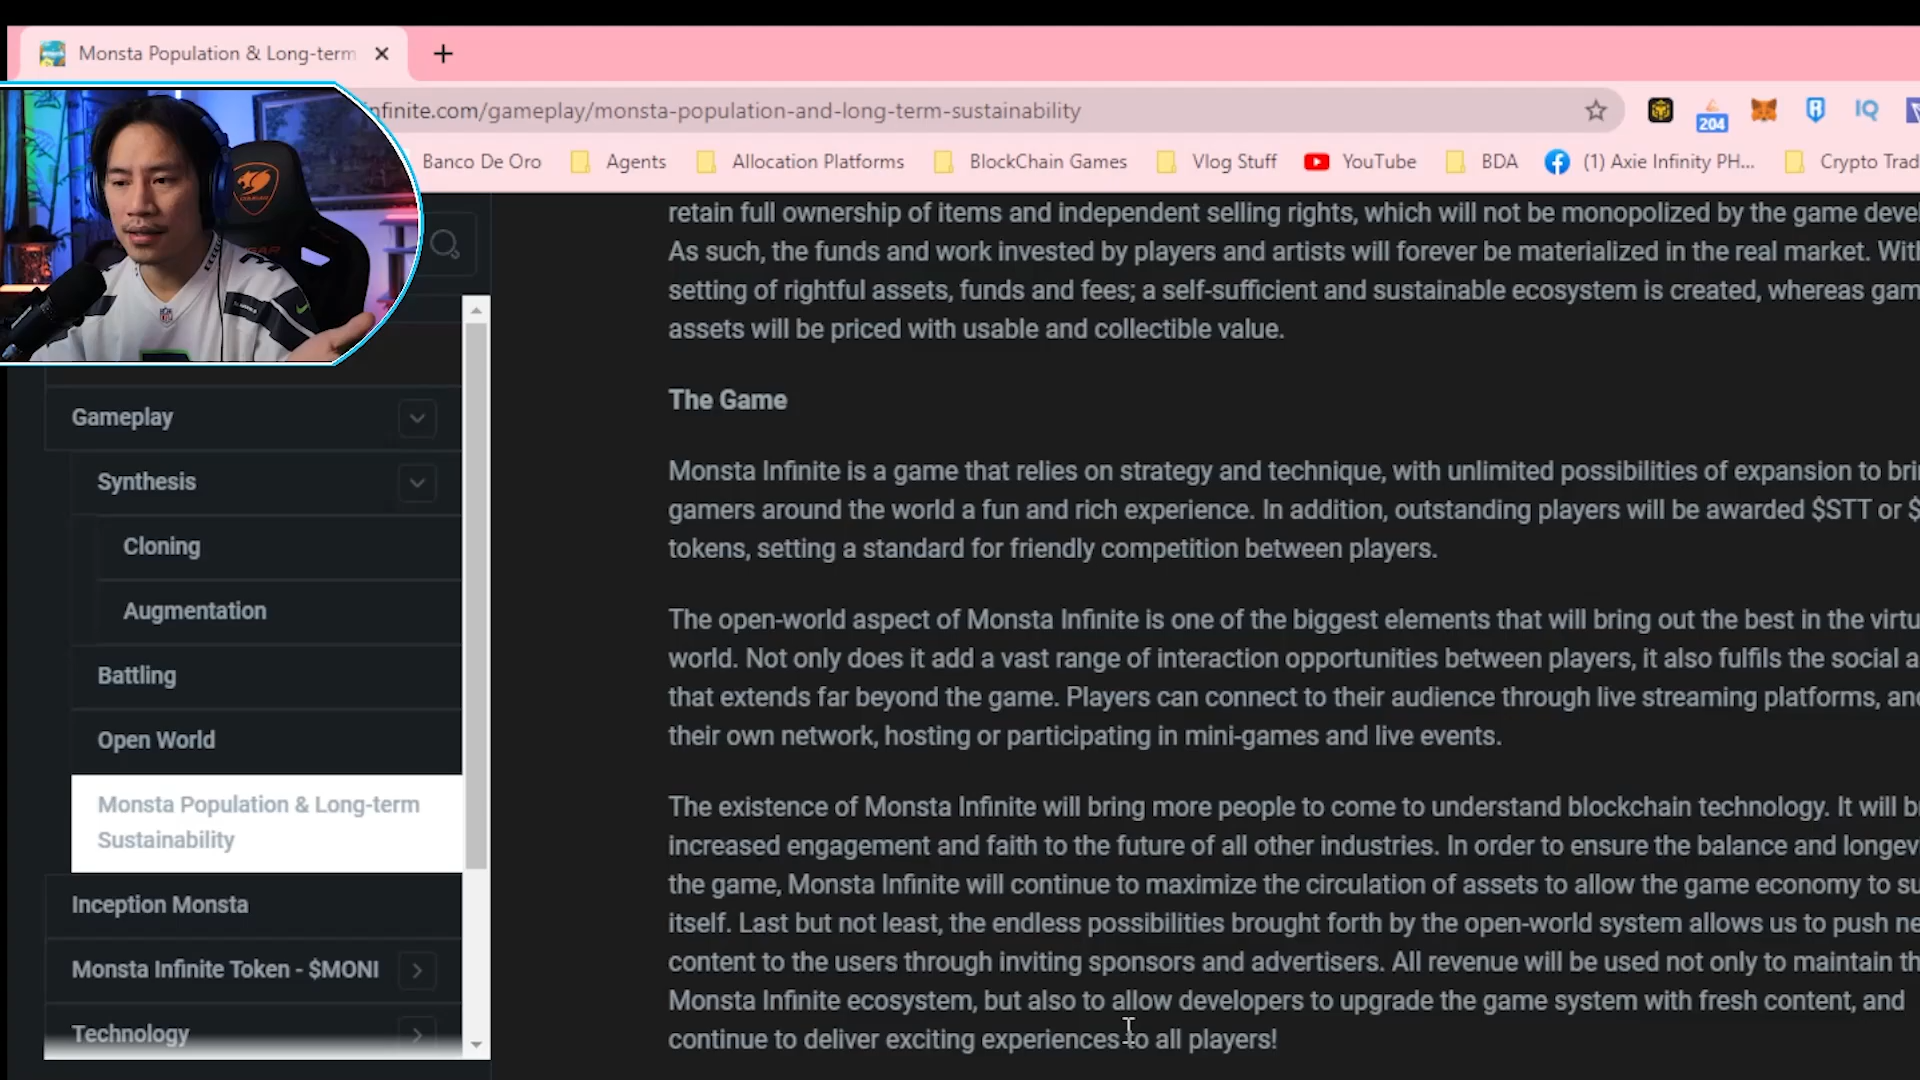 Monsta Population & Long-term
finite.com/gameplay/monsta-population-and-long-term-sustainability
204
IQ
Banco De Oro
Agents
Allocation Platforms
BlockChain Games
Vlog Stuff
YouTube
BDA
(1) Axie Infinity PH...
Crypto Trad
COUGAR
Gameplay
Synthesis
Cloning
Augmentation
Battling
Open World
Monsta Population & Long-term
Sustainability
Inception Monsta
Monsta Infinite Token - $MONI
Technology
retain full ownership of items and independent selling rights, which will not be monopolized by the game devel
As such, the funds and work invested by players and artists will forever be materialized in the real market. With
setting of rightful assets, funds and fees; a self-sufficient and sustainable ecosystem is created, whereas gam
assets will be priced with usable and collectible value.
The Game
Monsta Infinite is a game that relies on strategy and technique, with unlimited possibilities of expansion to brin
gamers around the world a fun and rich experience. In addition, outstanding players will be awarded $STT or $
tokens, setting a standard for friendly competition between players.
The open-world aspect of Monsta Infinite is one of the biggest elements that will bring out the best in the virtu
world. Not only does it add a vast range of interaction opportunities between players, it also fulfils the social a
that extends far beyond the game. Players can connect to their audience through live streaming platforms, and
their own network, hosting or participating in mini-games and live events.
The existence of Monsta Infinite will bring more people to come to understand blockchain technology. It will b
increased engagement and faith to the future of all other industries. In order to ensure the balance and longev
the game, Monsta Infinite will continue to maximize the circulation of assets to allow the game economy to su
itself. Last but not least, the endless possibilities brought forth by the open-world system allows us to push ne
content to the users through inviting sponsors and advertisers. All revenue will be used not only to maintain th
Monsta Infinite ecosystem, but also to allow developers to upgrade the game system with fresh content, and
continue to deliver exciting experiences to all players!